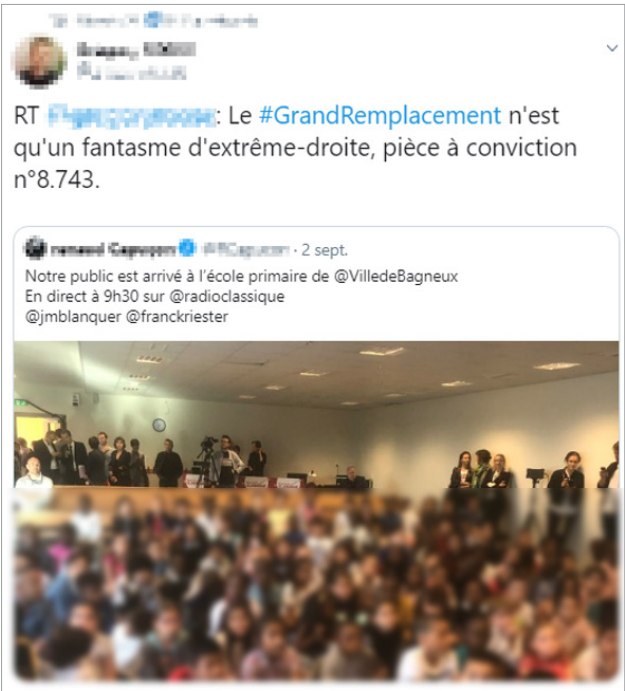 RT : Le #GrandRemplacement n'est
qu'un fantasme d'extrême-droite, pièce à conviction
n°8.743.
· 2 sept.
Notre public est arrivé à l'école primaire de @VilledeBagneux
En direct à 9h30 sur @radioclassique
@jmblanquer @franckriester